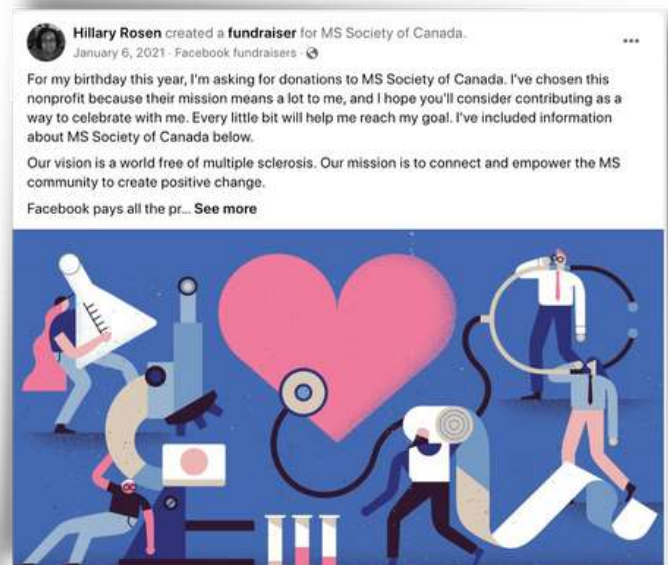 Hillary Rosen created a fundraiser for MS Society of Canada.
January 6, 2021 · Facebook fundraisers ·
For my birthday this year, I'm asking for donations to MS Society of Canada. I've chosen this
nonprofit because their mission means a lot to me, and I hope you'll consider contributing as a
way to celebrate with me. Every little bit will help me reach my goal. I've included information
about MS Society of Canada below.
Our vision is a world free of multiple sclerosis. Our mission is to connect and empower the MS
community to create positive change.
Facebook pays all the pr... See more